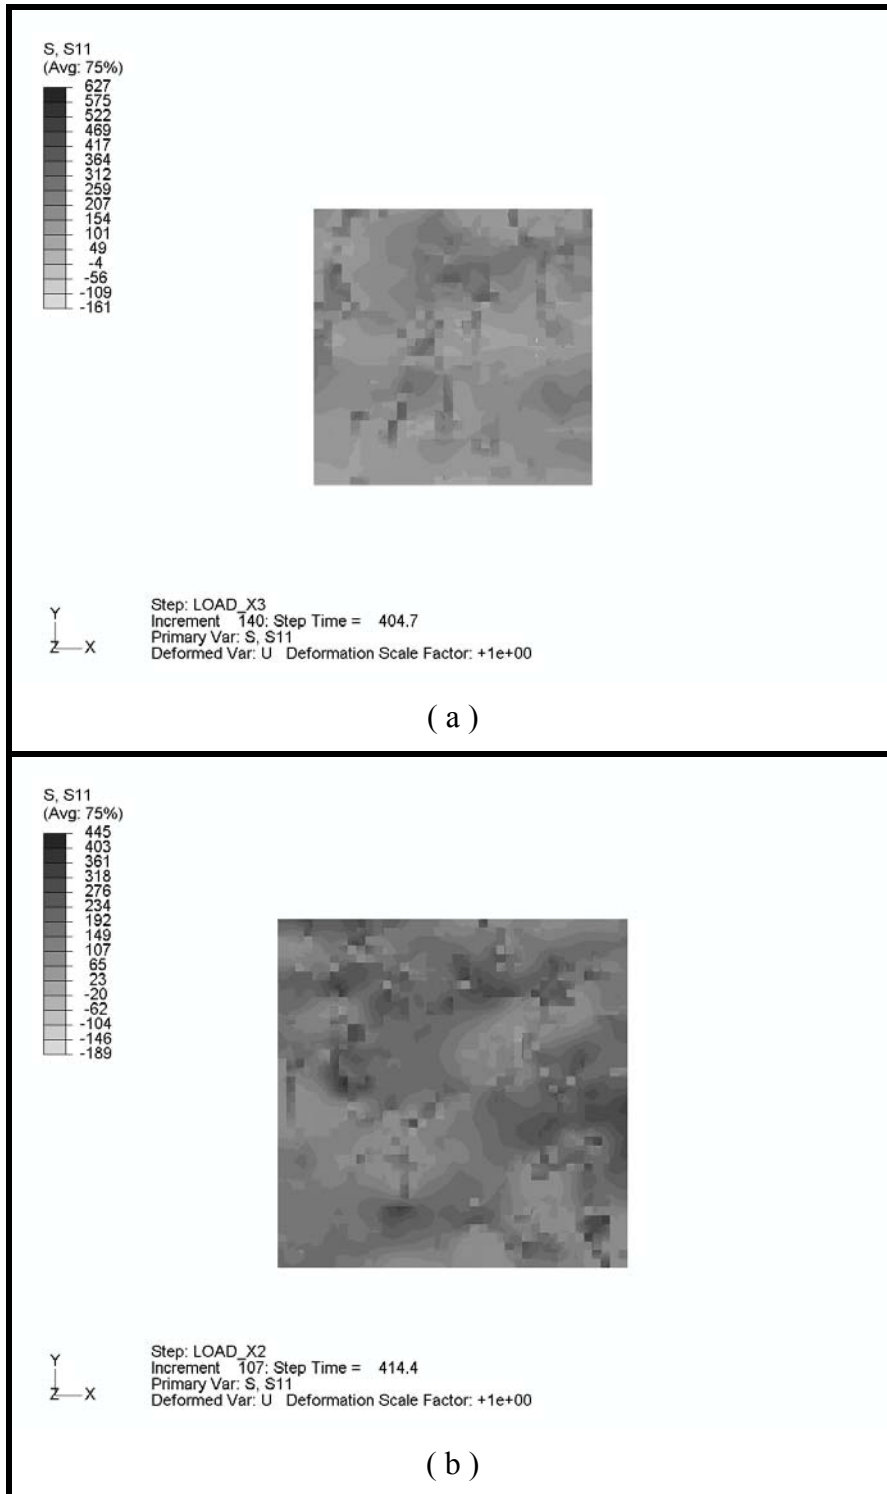 S, S11
(Avg: 75%)
627
575
522
469
417
364
312
259
207
154
101
49
-4
-56
-109
-161
Y
Z X
Step: LOAD_X3
Increment 140: Step Time = 404.7
Primary Var: S, S11
Deformed Var: U Deformation Scale Factor: +1e+00
( a )
S, S11
(Avg: 75%)
445
403
361
318
276
234
192
149
107
65
23
-20
-62
-104
-146
-189
Y
Z X
Step: LOAD_X2
Increment 107: Step Time = 414.4
Primary Var: S, S11
Deformed Var: U Deformation Scale Factor: +1e+00
( b )